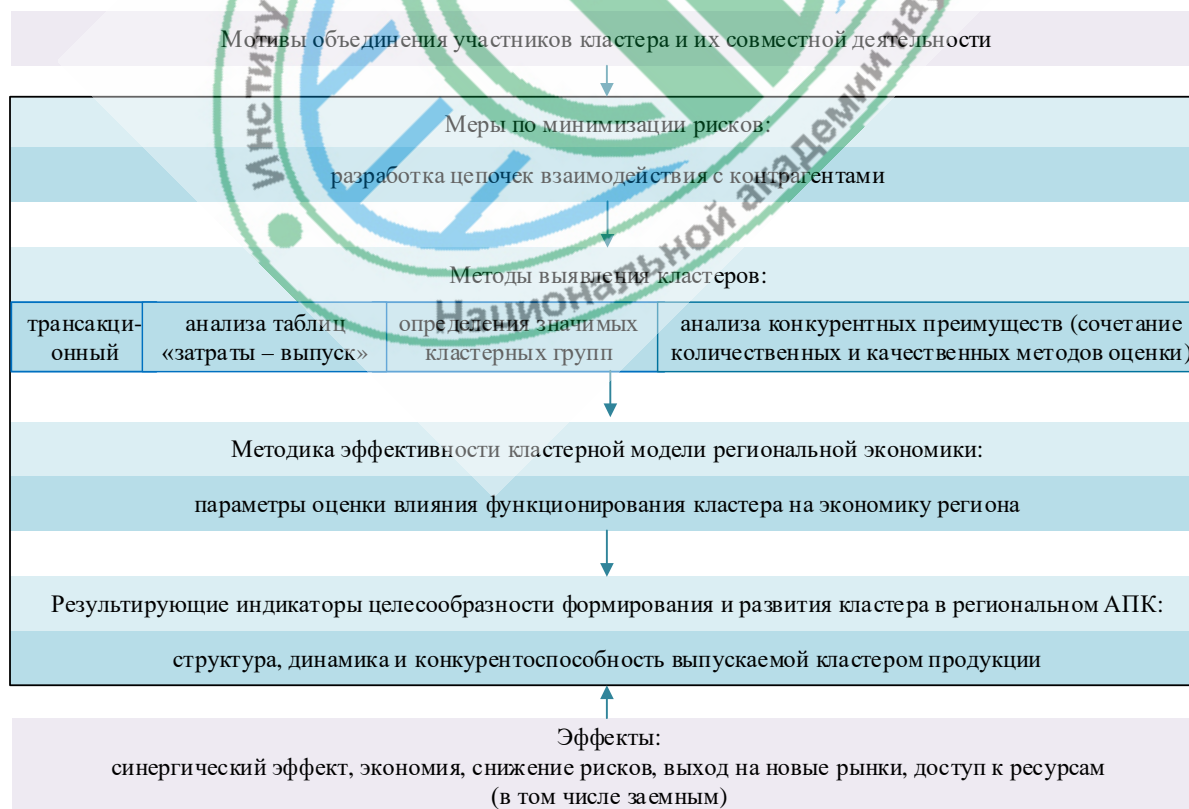 Мотивы объединения участников кластера и их совместной деятельности
Меры по минимизации рисков:
разработка цепочек взаимодействия с контрагентами
Методы выявления кластеров:
трансакци-
онный
анализа таблиц
«затраты – выпуск»
определения значимых
кластерных групп
анализа конкурентных преимуществ (сочетание
количественных и качественных методов оценки)
Методика эффективности кластерной модели региональной экономики:
параметры оценки влияния функционирования кластера на экономику региона
Результирующие индикаторы целесообразности формирования и развития кластера в региональном АПК:
структура, динамика и конкурентоспособность выпускаемой кластером продукции
Эффекты:
синергический эффект, экономия, снижение рисков, выход на новые рынки, доступ к ресурсам
(в том числе заемным)
Национальной академии